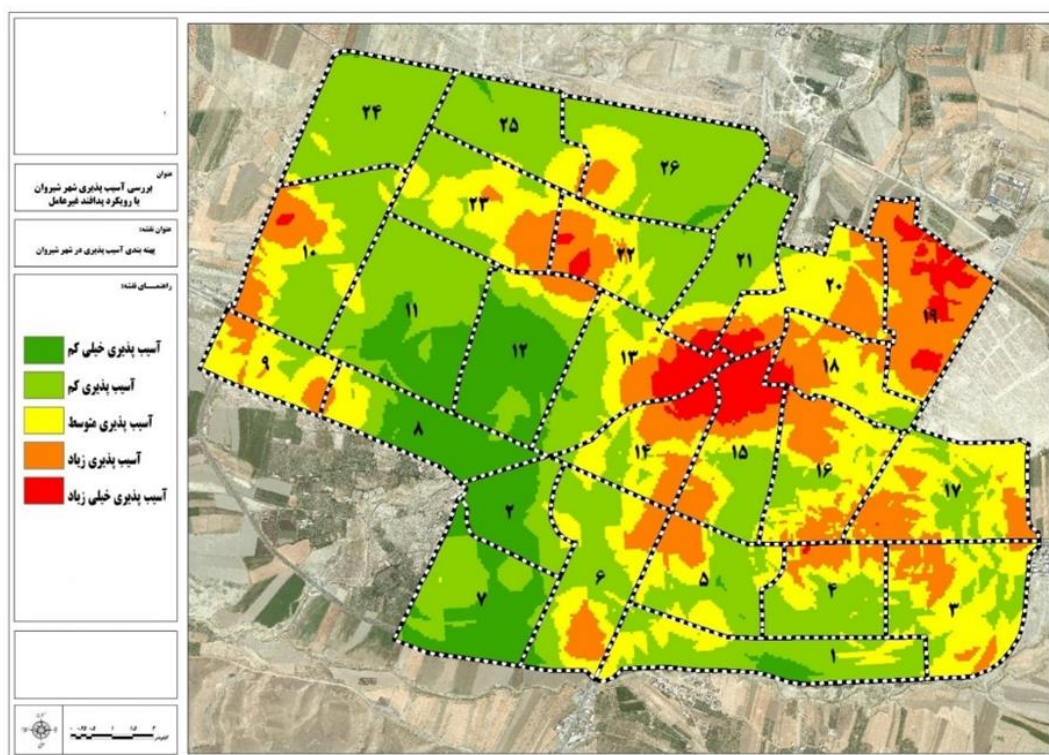 عنوان
بررسی آسیب پذیری شهر شیروان
با رویکرد پدافند غیرعامل
عنوان نقشه:
پهنه بندی آسیب پذیری در شهر شیروان
راهنمـــای نقشه:
آسیب پذیری خیلی کم
آسیب پذیری کم
آسیب پذیری متوسط
آسیب پذیری زیاد
آسیب پذیری خیلی زیاد
۲۴
۲۵
۲۶
۲۳
۲۲
۲۱
۲۰
۱۹
۱۰
۱۱
۱۲
۱۳
۱۸
۹
۸
۱۴
۱۵
۱۶
۱۷
۲
۷
۶
۵
۴
۳
۱